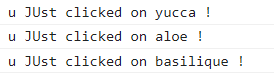 u JUst clicked on yucca !
u JUst clicked on aloe !
u JUst clicked on basilique !